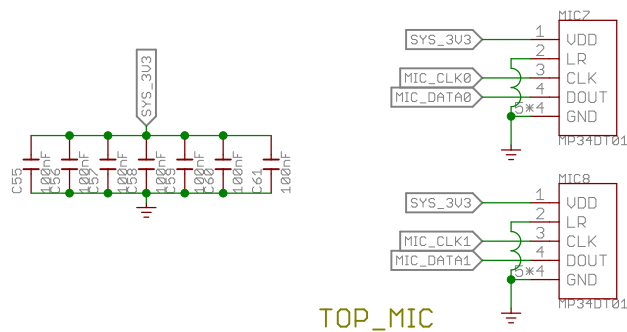 SYS_3V3
C55
100nF
C56
100nF
C57
100nF
C58
100nF
C59
100nF
C60
100nF
C61
100nF
MIC7
SYS_3V3 1 VDD
2 LR
MIC_CLK0 3 CLK
MIC_DATA0 4 DOUT
5*4 GND
MP34DT01
MIC8
SYS_3V3 1 VDD
2 LR
MIC_CLK1 3 CLK
MIC_DATA1 4 DOUT
5*4 GND
MP34DT01
TOP_MIC